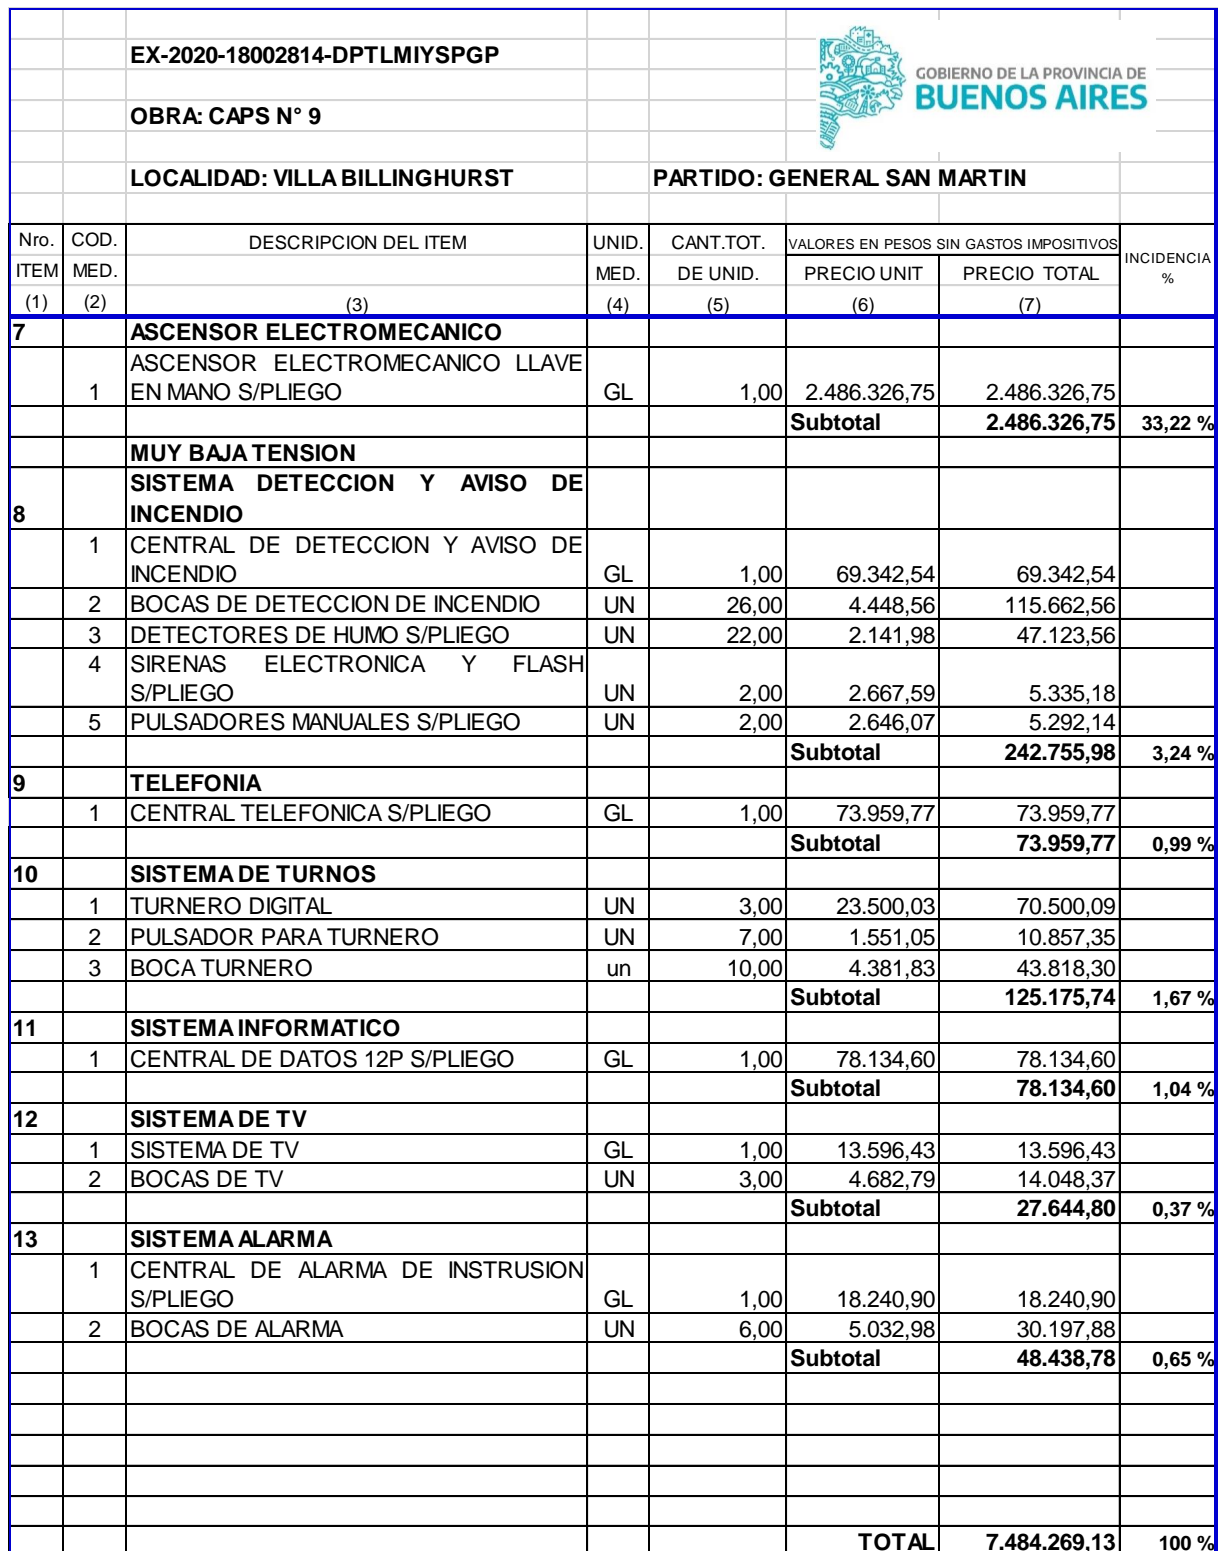 EX-2020-18002814-DPTLMIYSPGP
GOBIERNO DE LA PROVINCIA DE
BUENOS AIRES
OBRA: CAPS N° 9
LOCALIDAD: VILLA BILLINGHURST PARTIDO: GENERAL SAN MARTIN
Nro. COD. DESCRIPCION DEL ITEM UNID. CANT.TOT. VALORES EN PESOS SIN GASTOS IMPOSITIVOS INCIDENCIA
ITEM MED. MED. DE UNID. PRECIO UNIT PRECIO TOTAL %
(1) (2) (3) (4) (5) (6) (7)
7 ASCENSOR ELECTROMECANICO
ASCENSOR ELECTROMECANICO LLAVE
1 EN MANO S/PLIEGO GL 1,00 2.486.326,75 2.486.326,75
Subtotal 2.486.326,75 33,22 %
MUY BAJA TENSION
SISTEMA DETECCION Y AVISO DE
8 INCENDIO
1 CENTRAL DE DETECCION Y AVISO DE
INCENDIO GL 1,00 69.342,54 69.342,54
2 BOCAS DE DETECCION DE INCENDIO UN 26,00 4.448,56 115.662,56
3 DETECTORES DE HUMO S/PLIEGO UN 22,00 2.141,98 47.123,56
4 SIRENAS ELECTRONICA Y FLASH
S/PLIEGO UN 2,00 2.667,59 5.335,18
5 PULSADORES MANUALES S/PLIEGO UN 2,00 2.646,07 5.292,14
Subtotal 242.755,98 3,24 %
9 TELEFONIA
1 CENTRAL TELEFONICA S/PLIEGO GL 1,00 73.959,77 73.959,77
Subtotal 73.959,77 0,99 %
10 SISTEMA DE TURNOS
1 TURNERO DIGITAL UN 3,00 23.500,03 70.500,09
2 PULSADOR PARA TURNERO UN 7,00 1.551,05 10.857,35
3 BOCA TURNERO un 10,00 4.381,83 43.818,30
Subtotal 125.175,74 1,67 %
11 SISTEMA INFORMATICO
1 CENTRAL DE DATOS 12P S/PLIEGO GL 1,00 78.134,60 78.134,60
Subtotal 78.134,60 1,04 %
12 SISTEMA DE TV
1 SISTEMA DE TV GL 1,00 13.596,43 13.596,43
2 BOCAS DE TV UN 3,00 4.682,79 14.048,37
Subtotal 27.644,80 0,37 %
13 SISTEMA ALARMA
1 CENTRAL DE ALARMA DE INSTRUSION
S/PLIEGO GL 1,00 18.240,90 18.240,90
2 BOCAS DE ALARMA UN 6,00 5.032,98 30.197,88
Subtotal 48.438,78 0,65 %
TOTAL 7.484.269,13 100 %